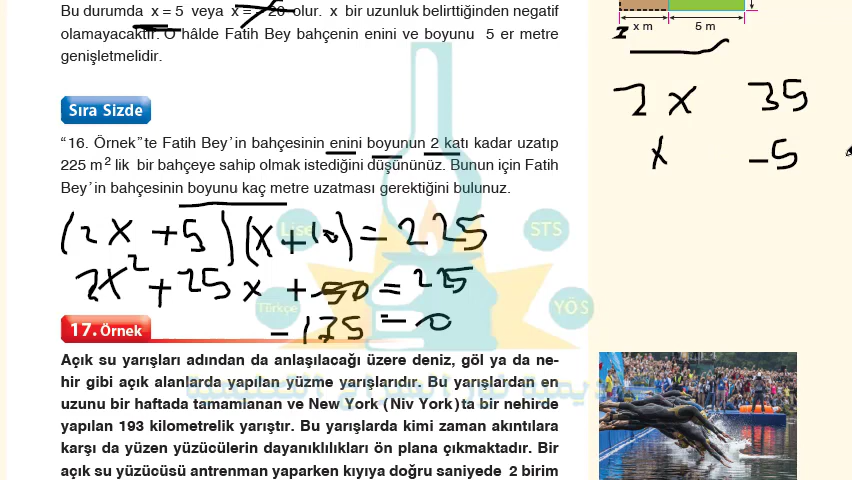 Bu durumda x = 5 veya x = – 20 olur. x bir uzunluk belirttiğinden negatif
olamayacaktır. O hâlde Fatih Bey bahçenin enini ve boyunu 5 er metre
genişletmelidir.
x m 5 m
2x 35
x -5
Sıra Sizde
“16. Örnek”te Fatih Bey’in bahçesinin enini boyunun 2 katı kadar uzatıp
225 m² lik bir bahçeye sahip olmak istediğini düşününüz. Bunun için Fatih
Bey’in bahçesinin boyunu kaç metre uzatması gerektiğini bulunuz.
(2x + 5)(x + 10) = 225
2x² + 25x + 50 = 225
- 175 = 0
Lise
STS
TTürkçe
YÖS
17. Örnek
Açık su yarışları adından da anlaşılacağı üzere deniz, göl ya da ne-
hir gibi açık alanlarda yapılan yüzme yarışlarıdır. Bu yarışlardan en
uzunu bir haftada tamamlanan ve New York (Niv York) ta bir nehirde
yapılan 193 kilometrelik yarıştır. Bu yarışlarda kimi zaman akıntılara
karşı da yüzen yüzücülerin dayanıklılıkları ön plana çıkmaktadır. Bir
açık su yüzücüsü antrenman yaparken kıyıya doğru saniyede 2 birim